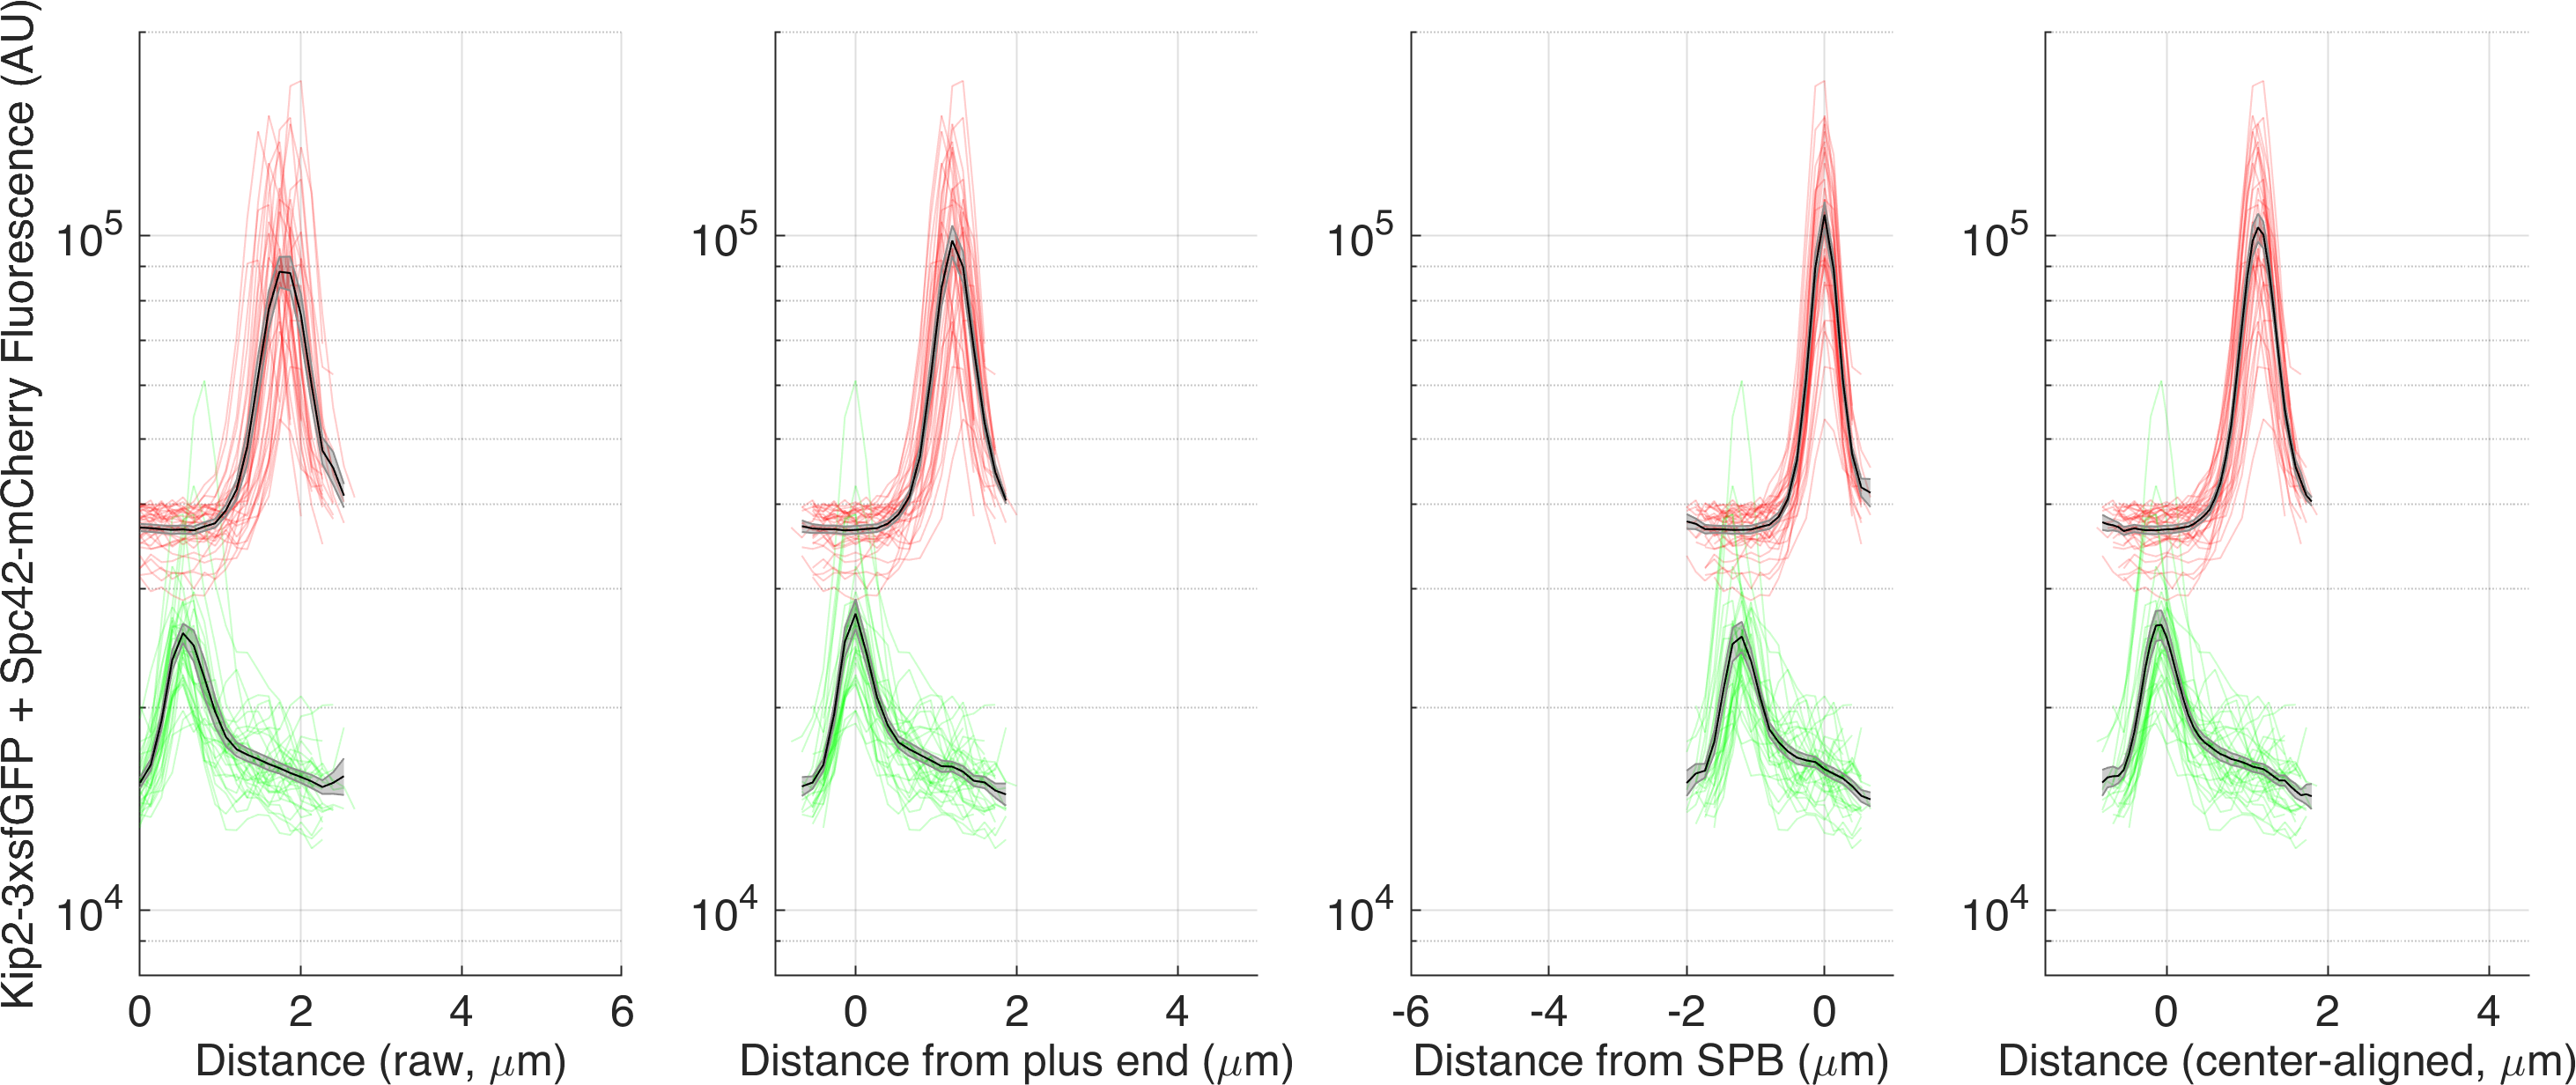 Kip2-3xsfGFP + Spc42-mCherry Fluorescence (AU)
10^5
10^4
0 2 4 6
Distance (raw, μm)
10^5
10^4
0 2 4
Distance from plus end (μm)
10^5
10^4
-6 -4 -2 0
Distance from SPB (μm)
10^5
10^4
0 2 4
Distance (center-aligned, μm)